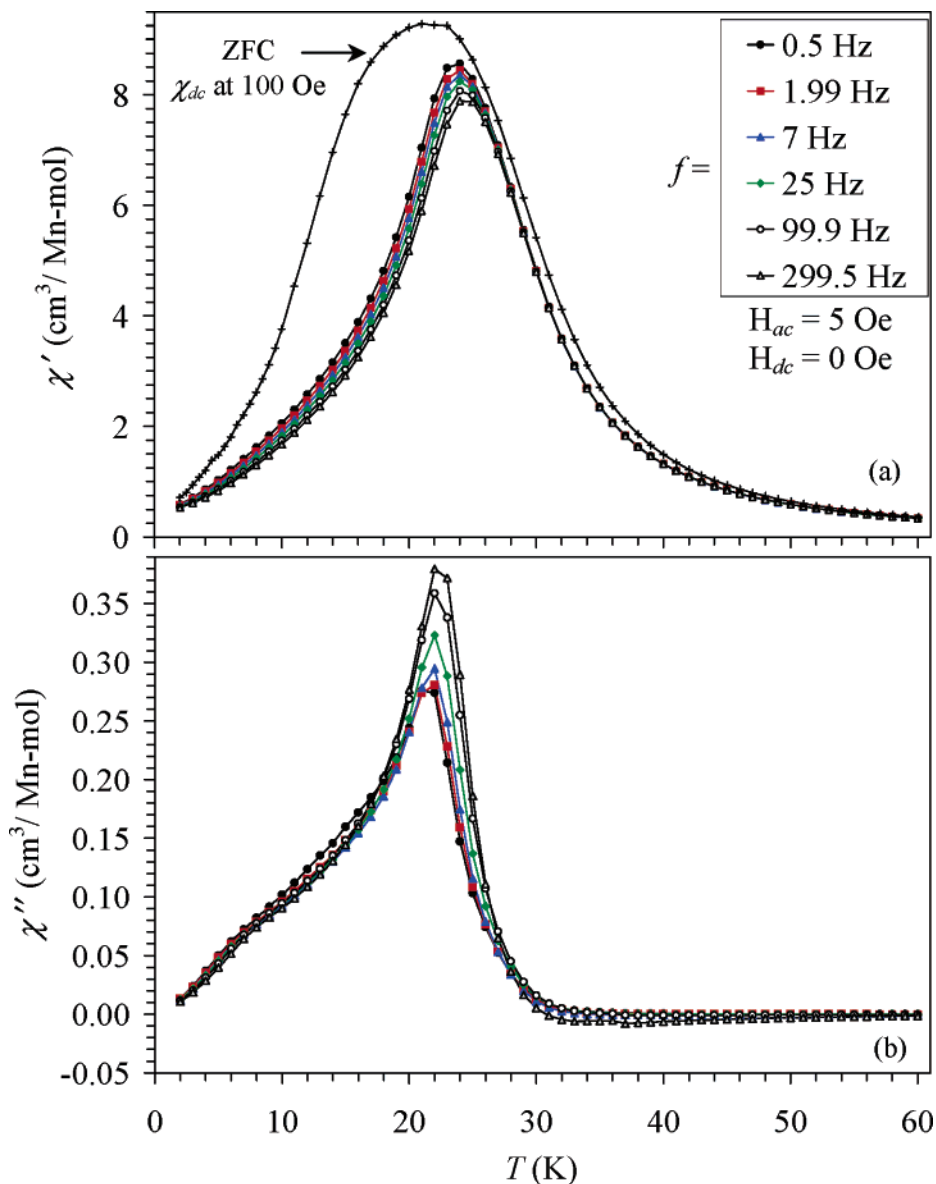 ZFC
χdc at 100 Oe
f =
0.5 Hz
1.99 Hz
7 Hz
25 Hz
99.9 Hz
299.5 Hz
Hac = 5 Oe
Hdc = 0 Oe
8
6
4
2
0
χ′ (cm³/ Mn-mol)
(a)
0.35
0.30
0.25
0.20
0.15
0.10
0.05
0.00
-0.05
χ″ (cm³/ Mn-mol)
(b)
0 10 20 30 40 50 60
T (K)